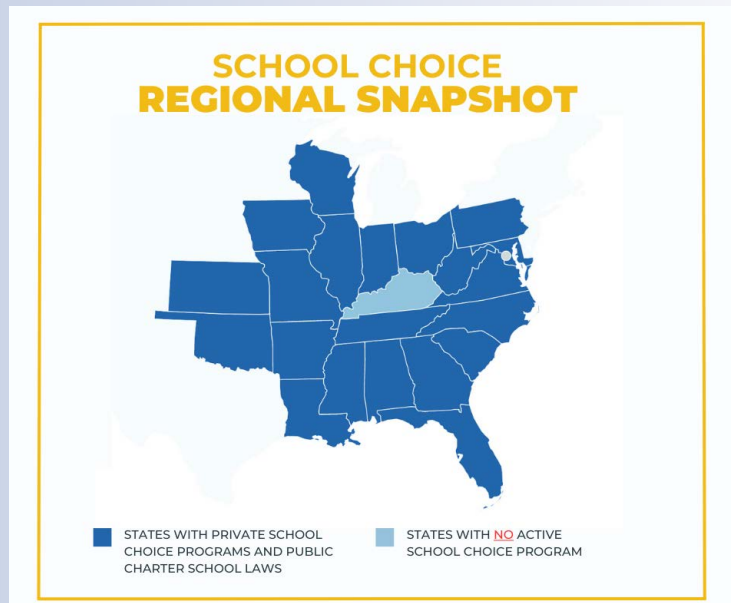 SCHOOL CHOICE
REGIONAL SNAPSHOT
STATES WITH PRIVATE SCHOOL
CHOICE PROGRAMS AND PUBLIC
CHARTER SCHOOL LAWS
STATES WITH NO ACTIVE
SCHOOL CHOICE PROGRAM